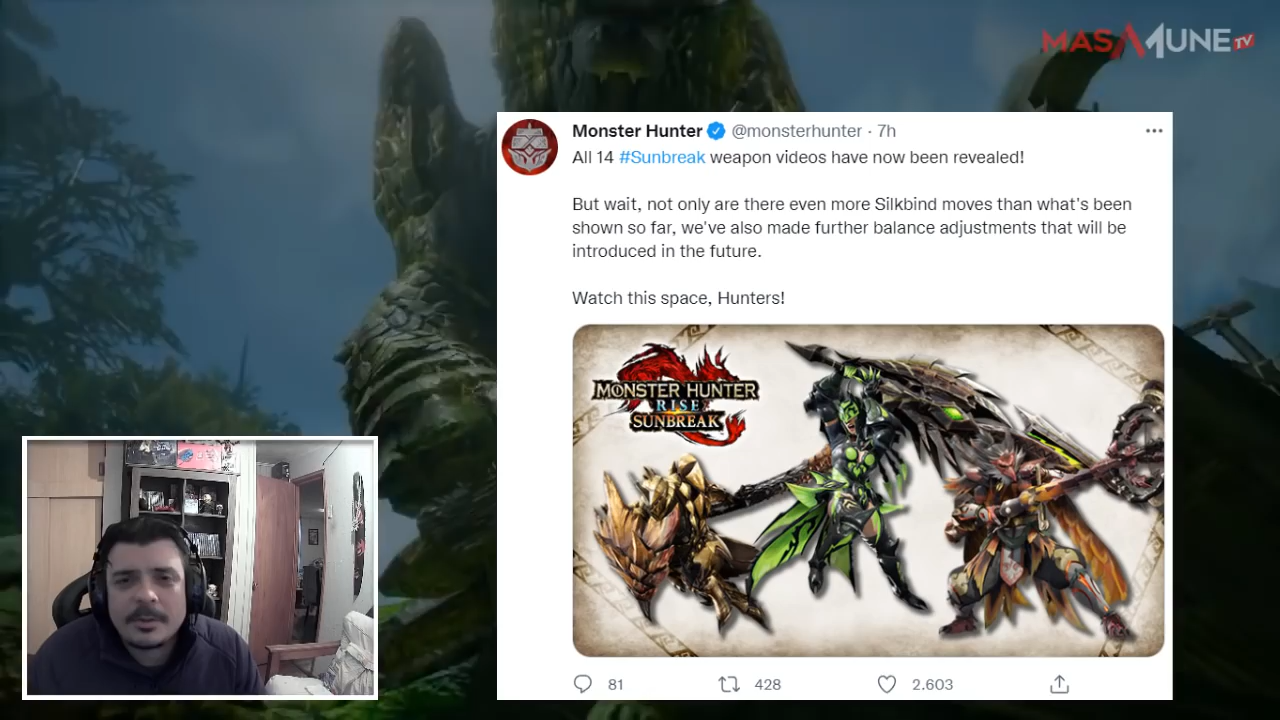 MASAMUNE TV
Monster Hunter @monsterhunter · 7h
All 14 #Sunbreak weapon videos have now been revealed!
But wait, not only are there even more Silkbind moves than what's been
shown so far, we've also made further balance adjustments that will be
introduced in the future.
Watch this space, Hunters!
MONSTER HUNTER
RISE
SUNBREAK
81 428 2.603